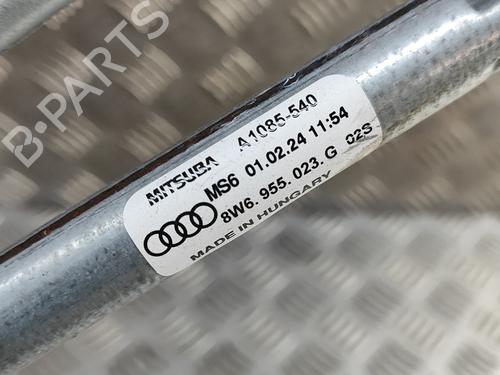 MITSUBA A1085-540
MS6 01.02.24 11:54
8W6.955.023.G 02S
MADE IN HUNGARY
B-PARTS